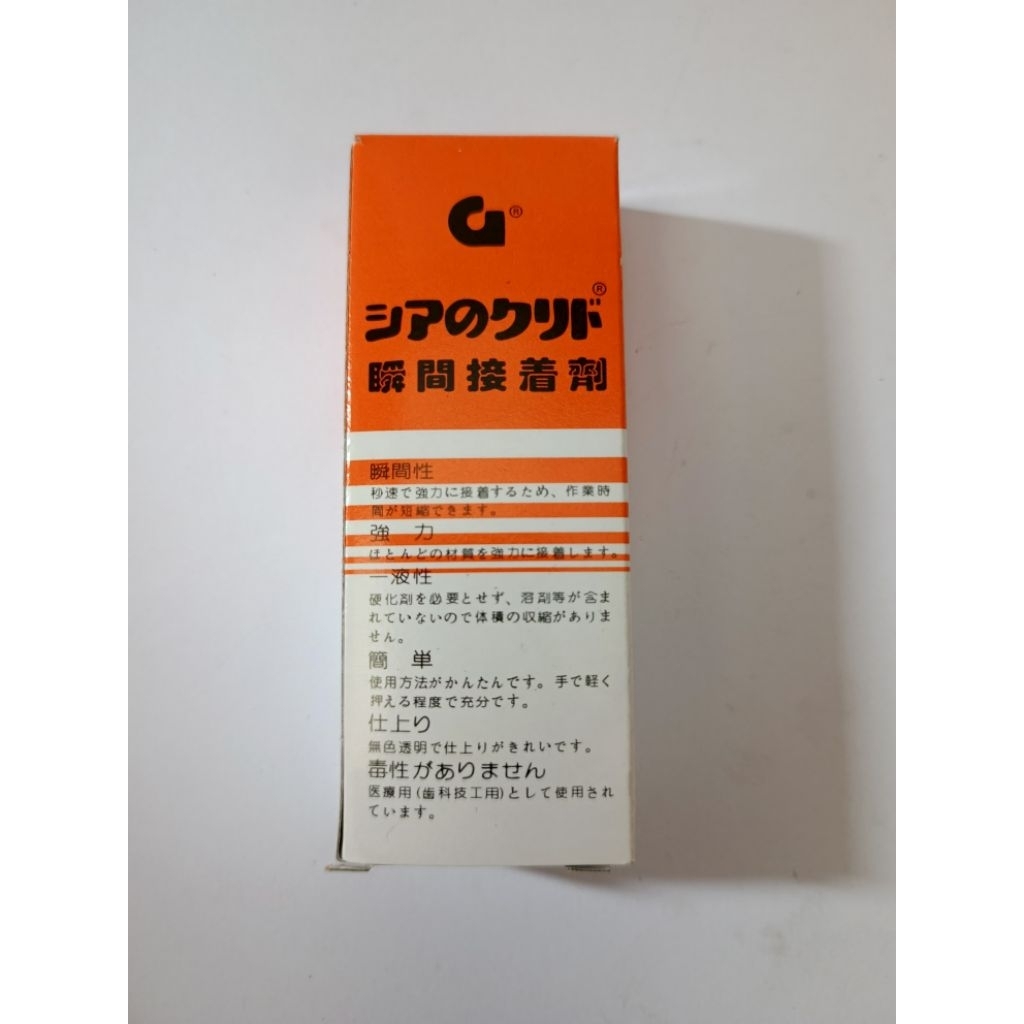 ®
シアのクリド®
瞬間接着剤
瞬間性
秒速で強力に接着するため、作業時
間が短縮できます。
強 力
ほとんどの材質を強力に接着します。
一液性
硬化剤を必要とせず、溶剤等が含ま
れていないので体積の収縮がありま
せん。
簡 単
使用方法がかんたんです。手で軽く
押える程度で充分です。
仕上り
無色透明で仕上りがきれいです。
毒性がありません
医療用(歯科技工用)として使用され
ています。